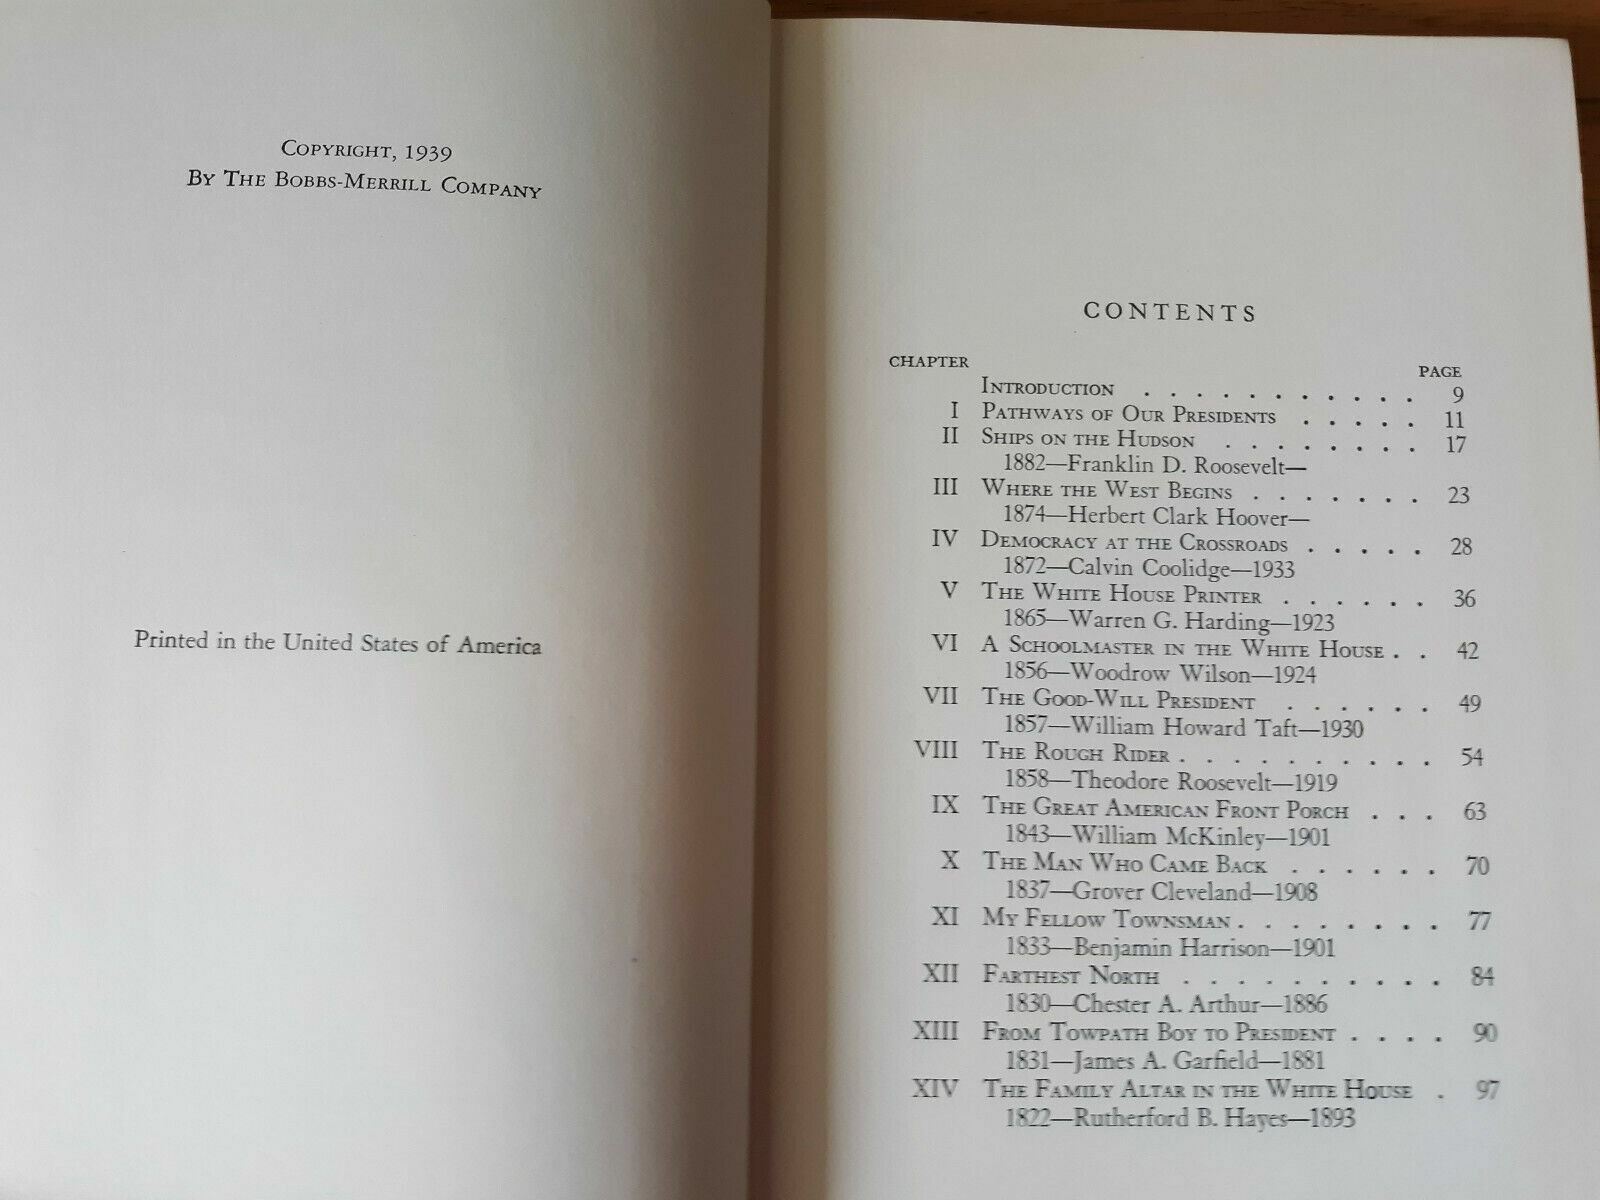 COPYRIGHT, 1939
BY THE BOBBS-MERRILL COMPANY
Printed in the United States of America
CONTENTS
CHAPTER PAGE
INTRODUCTION . . . . . . . . . . . 9
I PATHWAYS OF OUR PRESIDENTS . . . . . 11
II SHIPS ON THE HUDSON . . . . . . . . 17
1882—Franklin D. Roosevelt—
III WHERE THE WEST BEGINS . . . . . . . 23
1874—Herbert Clark Hoover—
IV DEMOCRACY AT THE CROSSROADS . . . . . 28
1872—Calvin Coolidge—1933
V THE WHITE HOUSE PRINTER . . . . . . 36
1865—Warren G. Harding—1923
VI A SCHOOLMASTER IN THE WHITE HOUSE . . . 42
1856—Woodrow Wilson—1924
VII THE GOOD-WILL PRESIDENT . . . . . . 49
1857—William Howard Taft—1930
VIII THE ROUGH RIDER . . . . . . . . . . 54
1858—Theodore Roosevelt—1919
IX THE GREAT AMERICAN FRONT PORCH . . . 63
1843—William McKinley—1901
X THE MAN WHO CAME BACK . . . . . . 70
1837—Grover Cleveland—1908
XI MY FELLOW TOWNSMAN . . . . . . . . 77
1833—Benjamin Harrison—1901
XII FARTHEST NORTH . . . . . . . . . . 84
1830—Chester A. Arthur—1886
XIII FROM TOWPATH BOY TO PRESIDENT . . . . 90
1831—James A. Garfield—1881
XIV THE FAMILY ALTAR IN THE WHITE HOUSE . 97
1822—Rutherford B. Hayes—1893